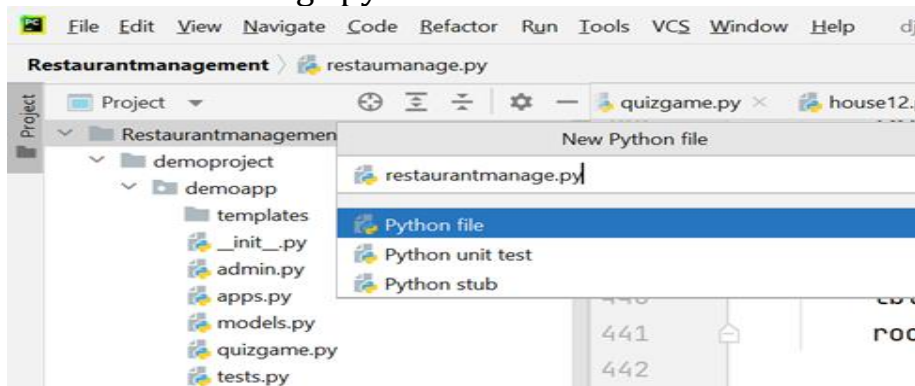 File Edit View Navigate Code Refactor Run Tools VCS Window Help
Restaurantmanagement restaumanage.py
Project
Project quizgame.py house12.
Restaurantmanagemen
New Python file
demoproject
restaurantmanage.py
demoapp
templates
Python file
__init__.py
Python unit test
admin.py
Python stub
apps.py
models.py
441 roo
quizgame.py
442
tests.py